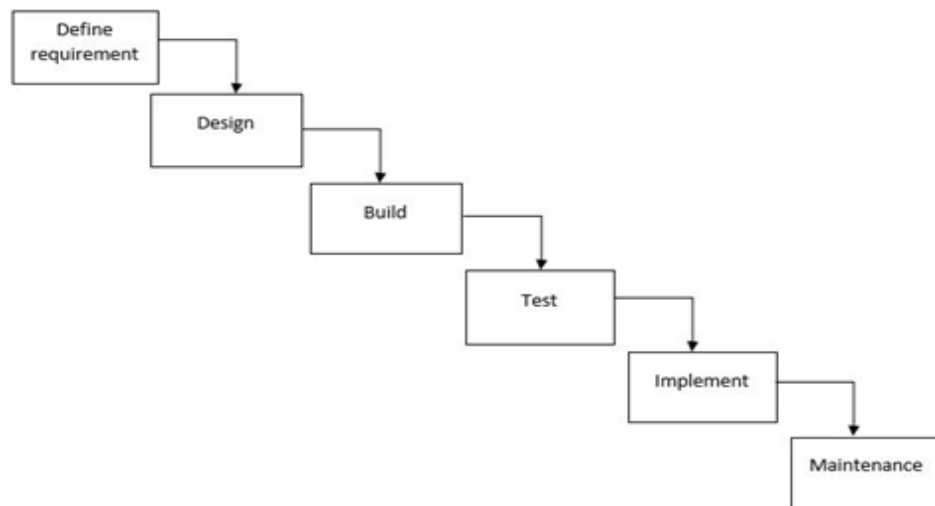 Define
requirement
Design
Build
Test
Implement
Maintenance